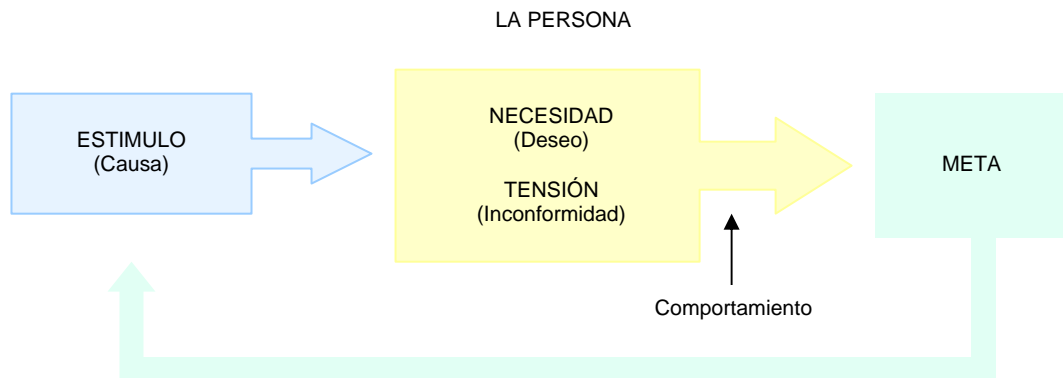 LA PERSONA
ESTIMULO
(Causa)
NECESIDAD
(Deseo)
TENSIÓN
(Inconformidad)
META
Comportamiento